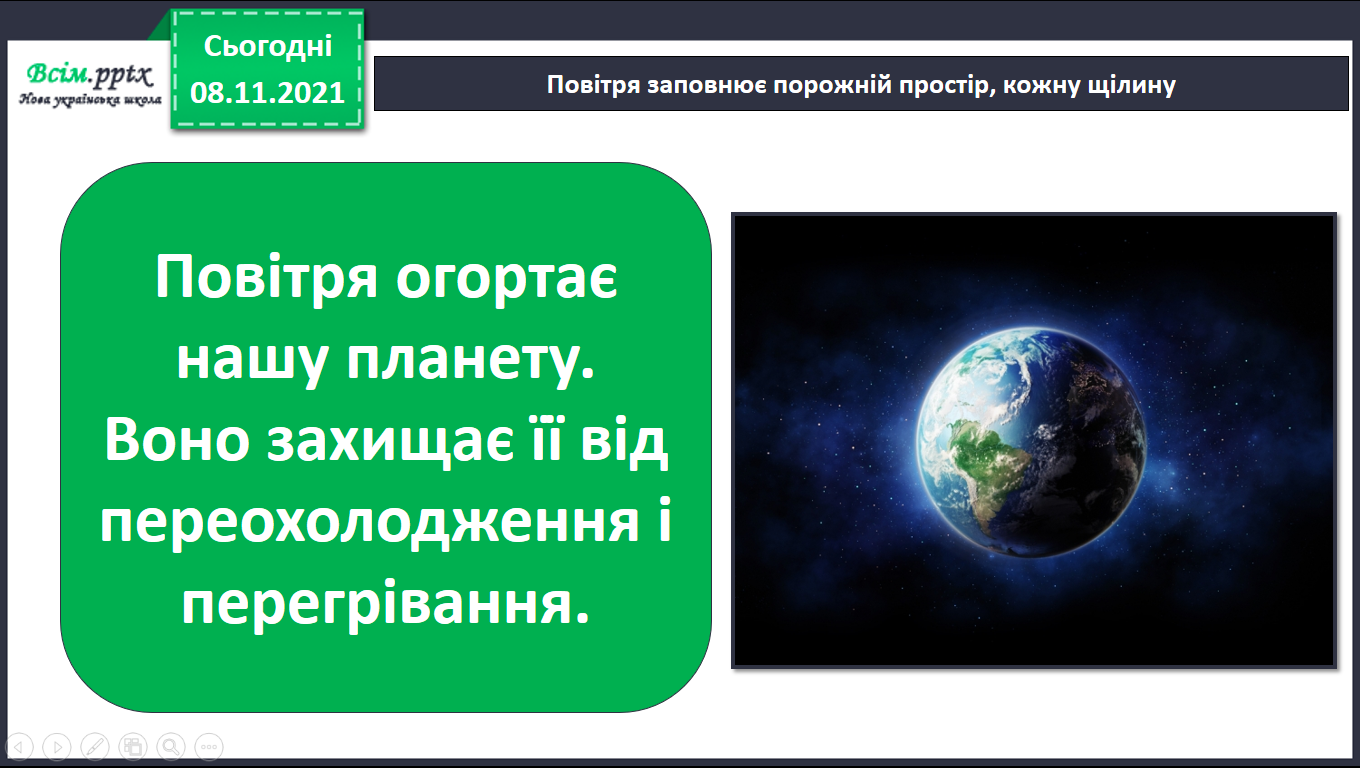 Сьогодні
08.11.2021
Всім.pptx
Нова українська школа
Повітря заповнює порожній простір, кожну щілину
Повітря огортає
нашу планету.
Воно захищає її від
переохолодження і
перегрівання.